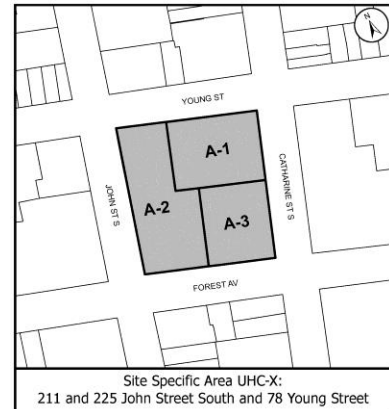 N
YOUNG ST
A-1
CATHARINE ST S
JOHN ST S
A-2
A-3
FOREST AV
Site Specific Area UHC-X:
211 and 225 John Street South and 78 Young Street